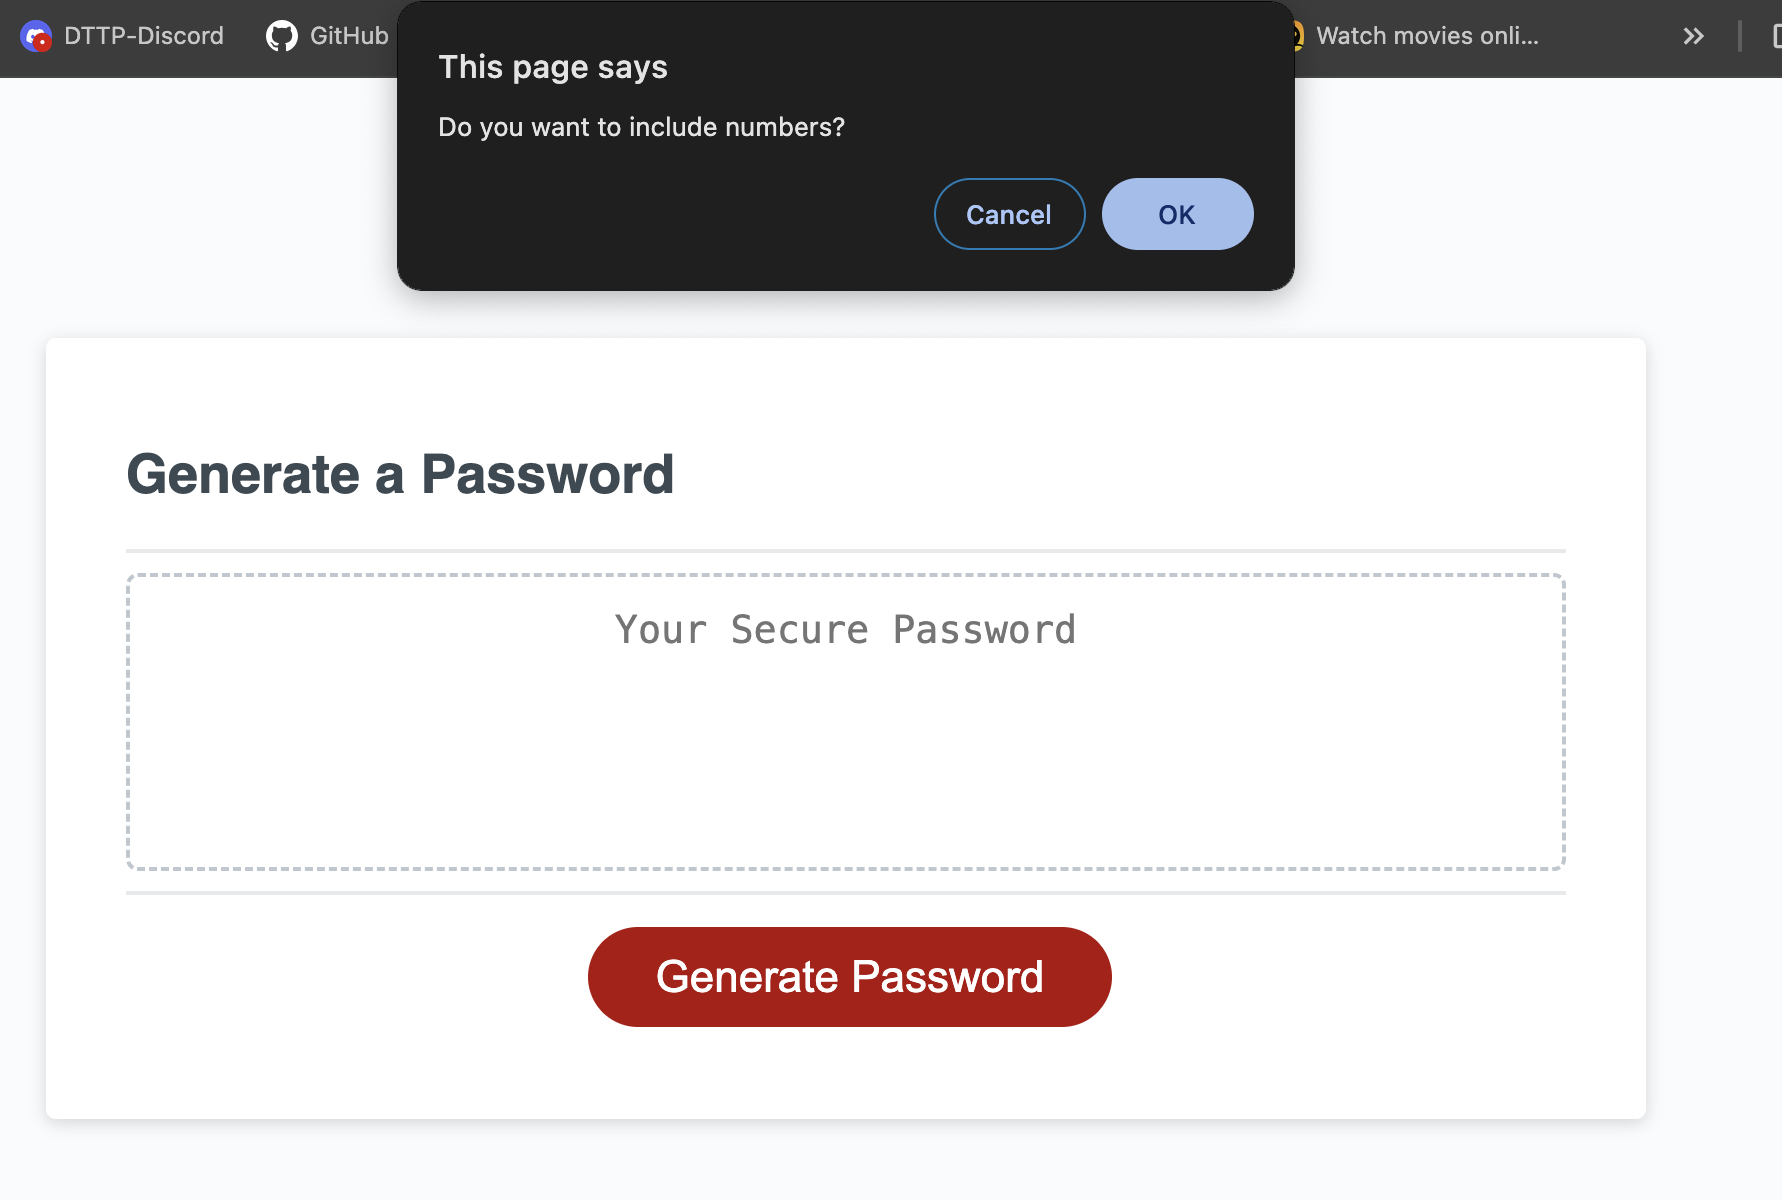 DTTP-Discord GitHub Watch movies onli...
This page says
Do you want to include numbers?
Cancel OK
Generate a Password
Your Secure Password
Generate Password